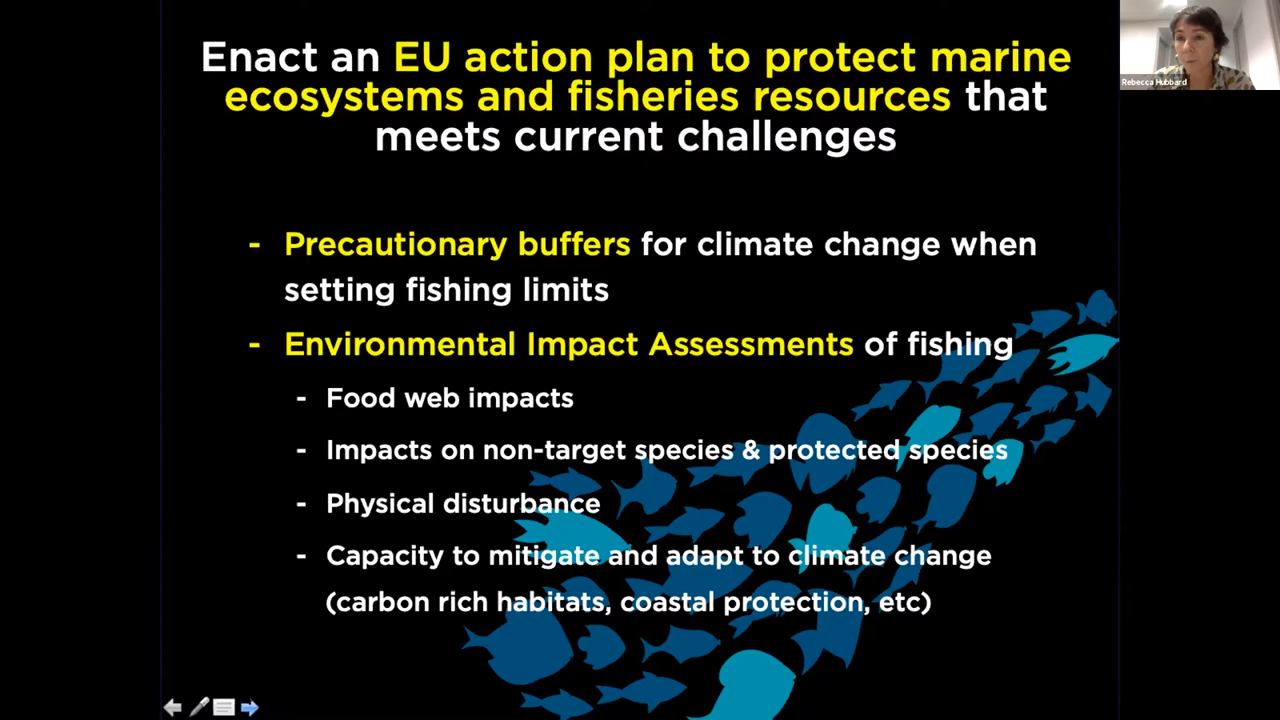 Enact an EU action plan to protect marine
ecosystems and fisheries resources that
meets current challenges
Rebecca Hubbard
- Precautionary buffers for climate change when
setting fishing limits
- Environmental Impact Assessments of fishing
- Food web impacts
- Impacts on non-target species & protected species
- Physical disturbance
- Capacity to mitigate and adapt to climate change
(carbon rich habitats, coastal protection, etc)